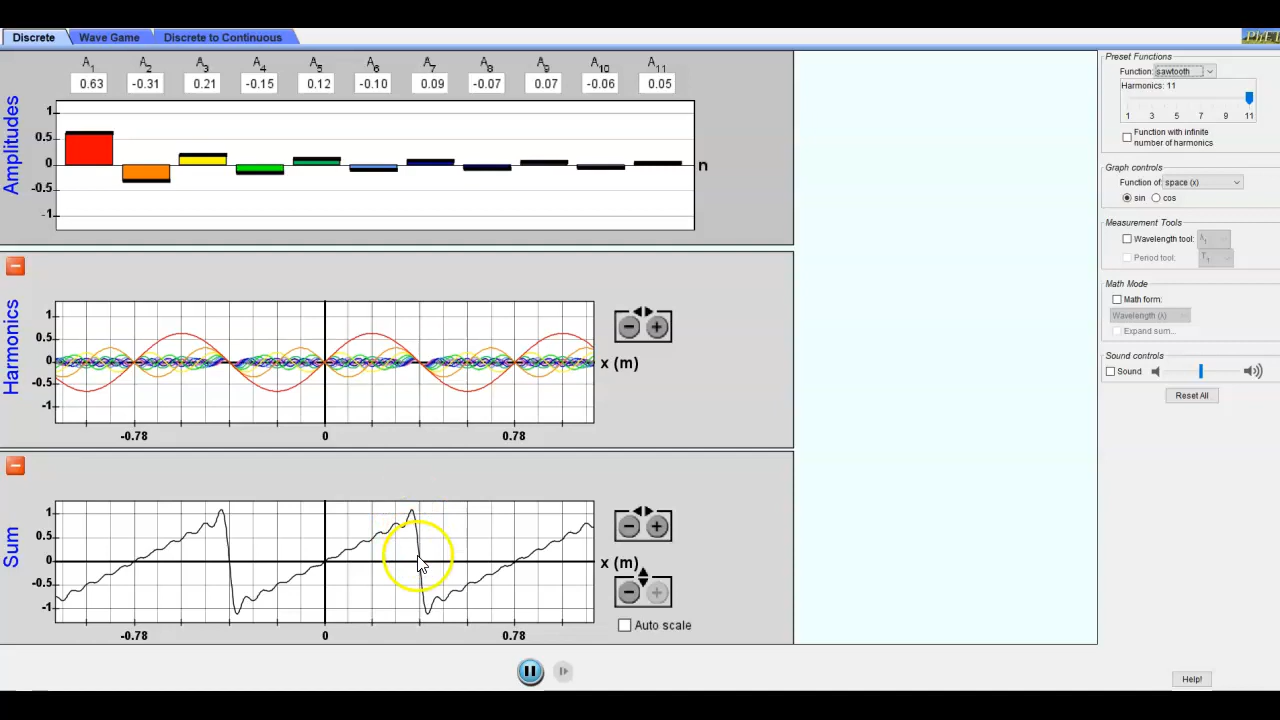 Discrete Wave Game Discrete to Continuous
A1 A2 A3 A4 A5 A6 A7 A8 A9 A10 A11
0.63 -0.31 0.21 -0.15 0.12 -0.10 0.09 -0.07 0.07 -0.06 0.05
Amplitudes
1
0.5
0
-0.5
-1
n
Harmonics
1
0.5
0
-0.5
-1
x (m)
-0.78 0 0.78
Sum
1
0.5
0
-0.5
-1
x (m)
-0.78 0 0.78
Auto scale
Preset Functions
Function: sawtooth
Harmonics: 11
1 3 5 7 9 11
Function with infinite
number of harmonics
Graph controls
Function of: space (x)
sin cos
Measurement Tools
Wavelength tool: λ1
Period tool: T1
Math Mode
Math form:
Wavelength (λ)
Expand sum...
Sound controls
Sound
Reset All
Help!